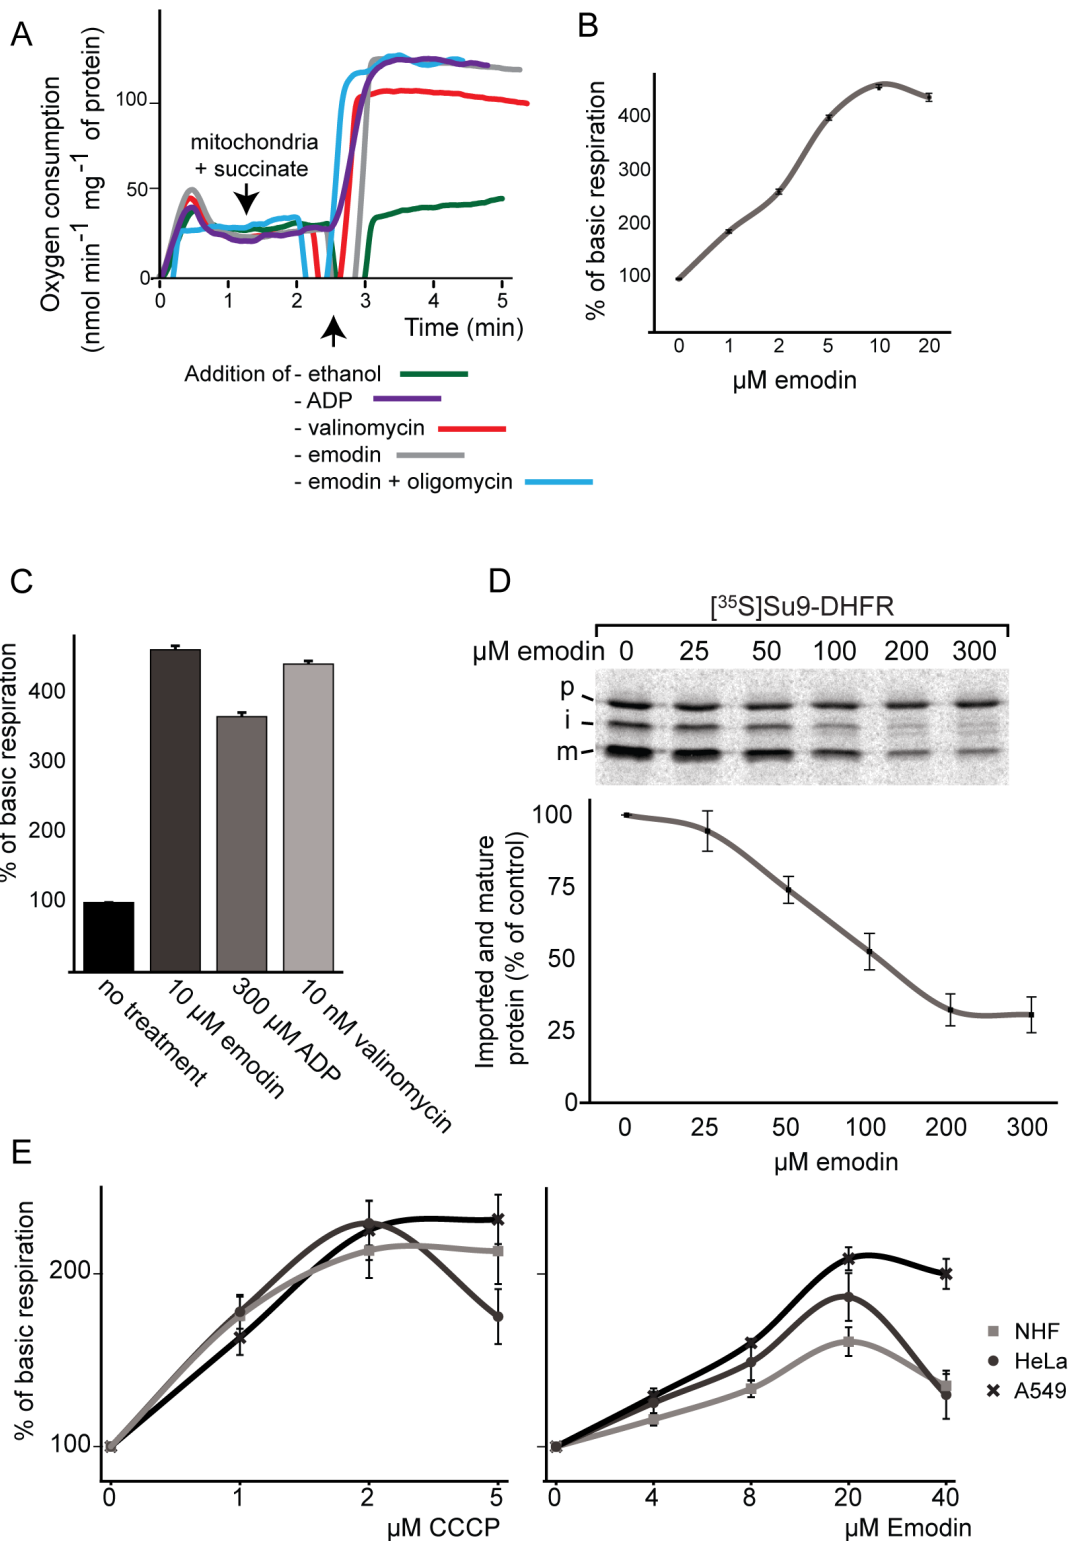 A
Oxygen consumption
(nmol min⁻¹ mg⁻¹ of protein)
100
50
0
mitochondria
+ succinate
0 1 2 3 4 5
Time (min)
Addition of - ethanol
- ADP
- valinomycin
- emodin
- emodin + oligomycin
B
% of basic respiration
400
300
200
100
0 1 2 5 10 20
µM emodin
C
% of basic respiration
400
300
200
100
no treatment
10 µM emodin
300 µM ADP
10 nM valinomycin
D
[³⁵S]Su9-DHFR
µM emodin 0 25 50 100 200 300
p
i
m
Imported and mature
protein (% of control)
100
75
50
25
0
0 25 50 100 200 300
µM emodin
E
% of basic respiration
200
100
0 1 2 5
µM CCCP
0 4 8 20 40
µM Emodin
NHF
HeLa
A549